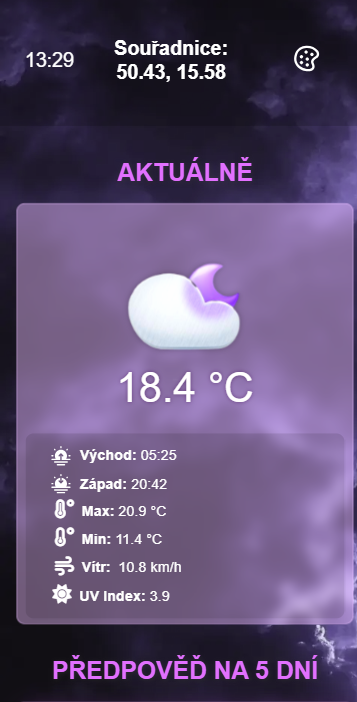 13:29
Souřadnice:
50.43, 15.58
AKTUÁLNĚ
18.4 °C
Východ: 05:25
Západ: 20:42
Max: 20.9 °C
Min: 11.4 °C
Vítr: 10.8 km/h
UV Index: 3.9
PŘEDPOVĚĎ NA 5 DNÍ